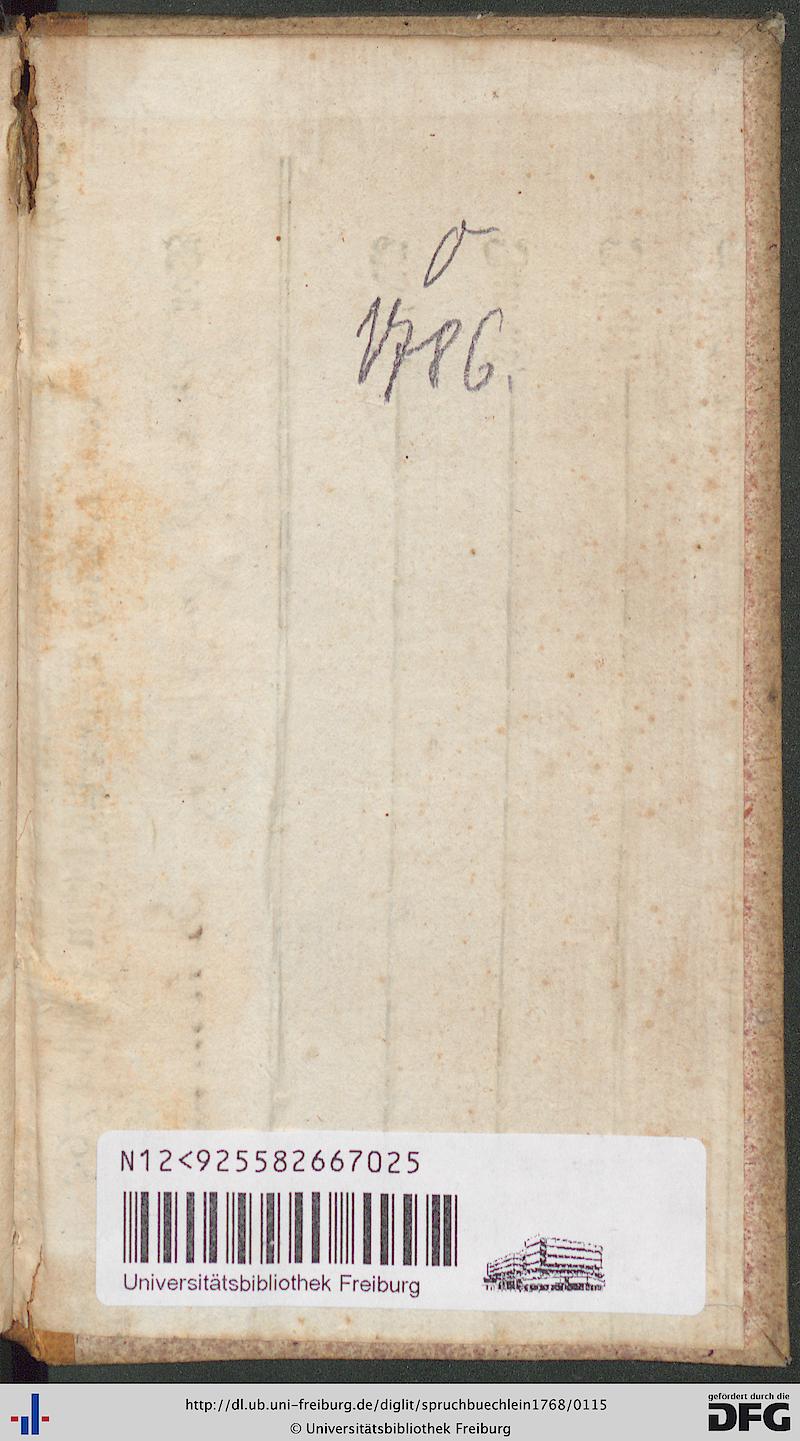 1786.
N12<925582667025
Universitätsbibliothek Freiburg
http://dl.ub.uni-freiburg.de/diglit/spruchbuechlein1768/0115
© Universitätsbibliothek Freiburg
gefördert durch die
DFG